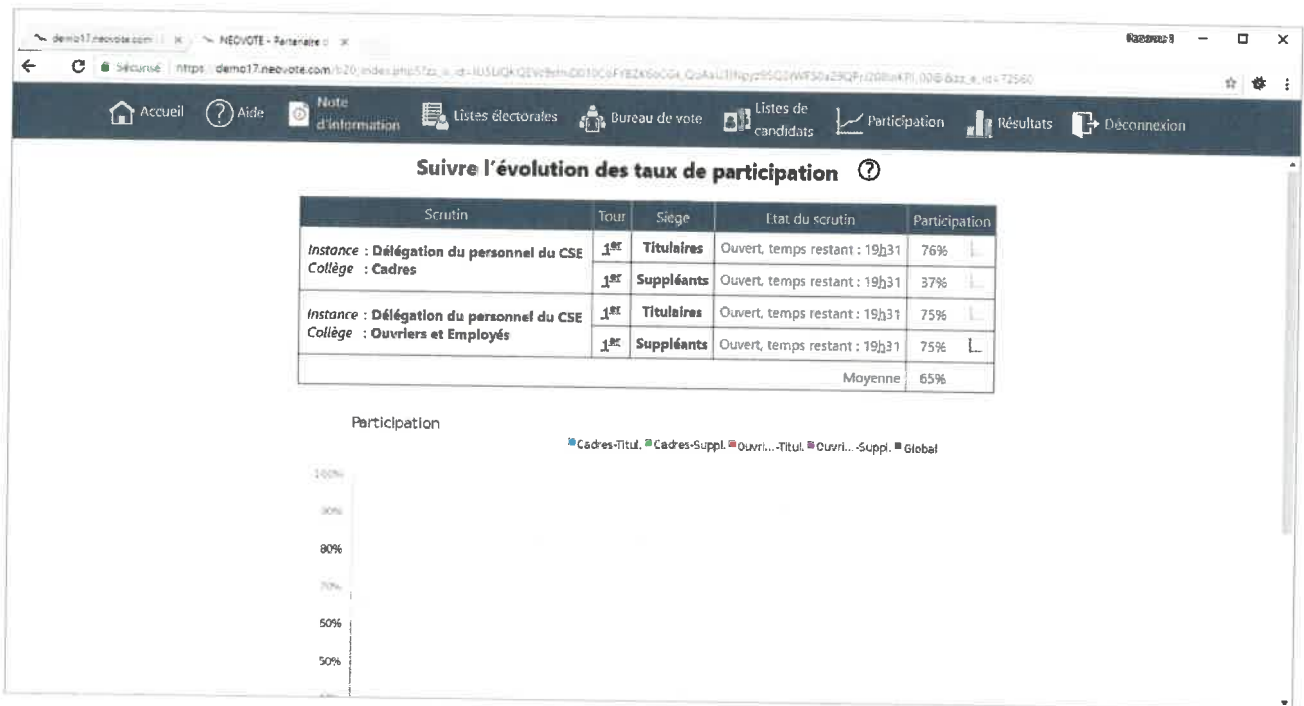 demo17.neovote.com
NEOVOTE - Partenaire
Sécurisé https demo17.neovote.com
Accueil
Aide
Note
d'information
Listes électorales
Bureau de vote
Listes de
candidats
Participation
Résultats
Déconnexion
Suivre l'évolution des taux de participation
Scrutin Tour Siège Etat du scrutin Participation
Instance : Délégation du personnel du CSE
Collège : Cadres
1er Titulaires Ouvert, temps restant : 19h31 76%
1er Suppléants Ouvert, temps restant : 19h31 37%
Instance : Délégation du personnel du CSE
Collège : Ouvriers et Employés
1er Titulaires Ouvert, temps restant : 19h31 75%
1er Suppléants Ouvert, temps restant : 19h31 75%
Moyenne 65%
Participation
Cadres-Titul. Cadres-Suppl. Ouvri...-Titul. Ouvri...-Suppl. Global
100%
90%
80%
70%
60%
50%